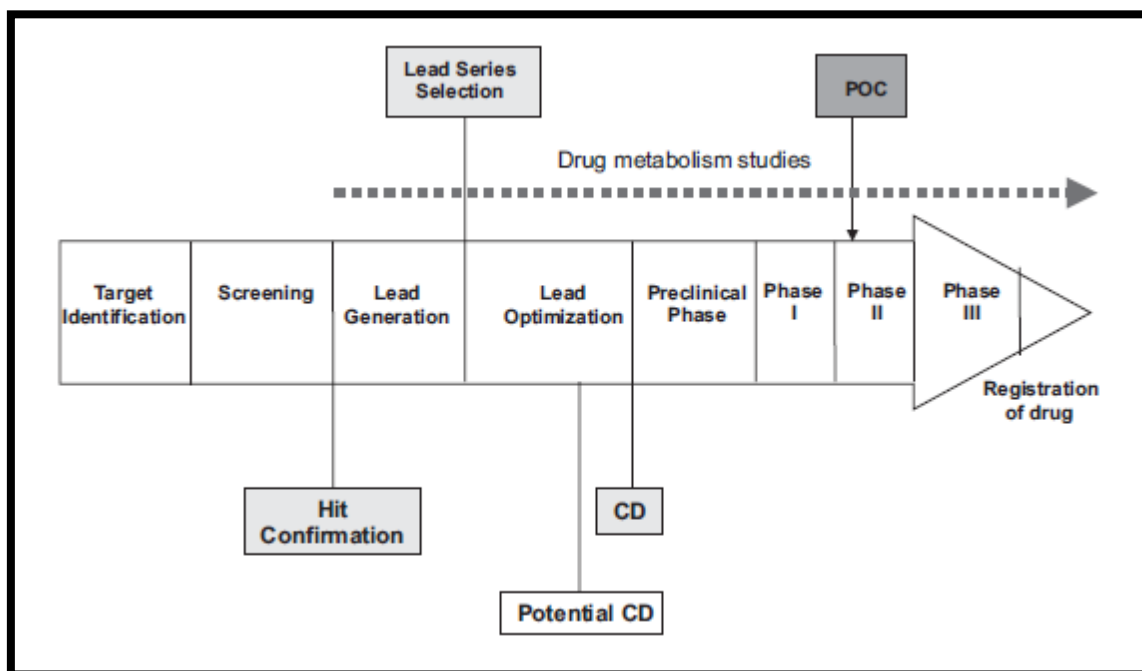 Lead Series
Selection
POC
Drug metabolism studies
Target
Identification
Screening
Lead
Generation
Lead
Optimization
Preclinical
Phase
Phase
I
Phase
II
Phase
III
Registration
of drug
Hit
Confirmation
CD
Potential CD